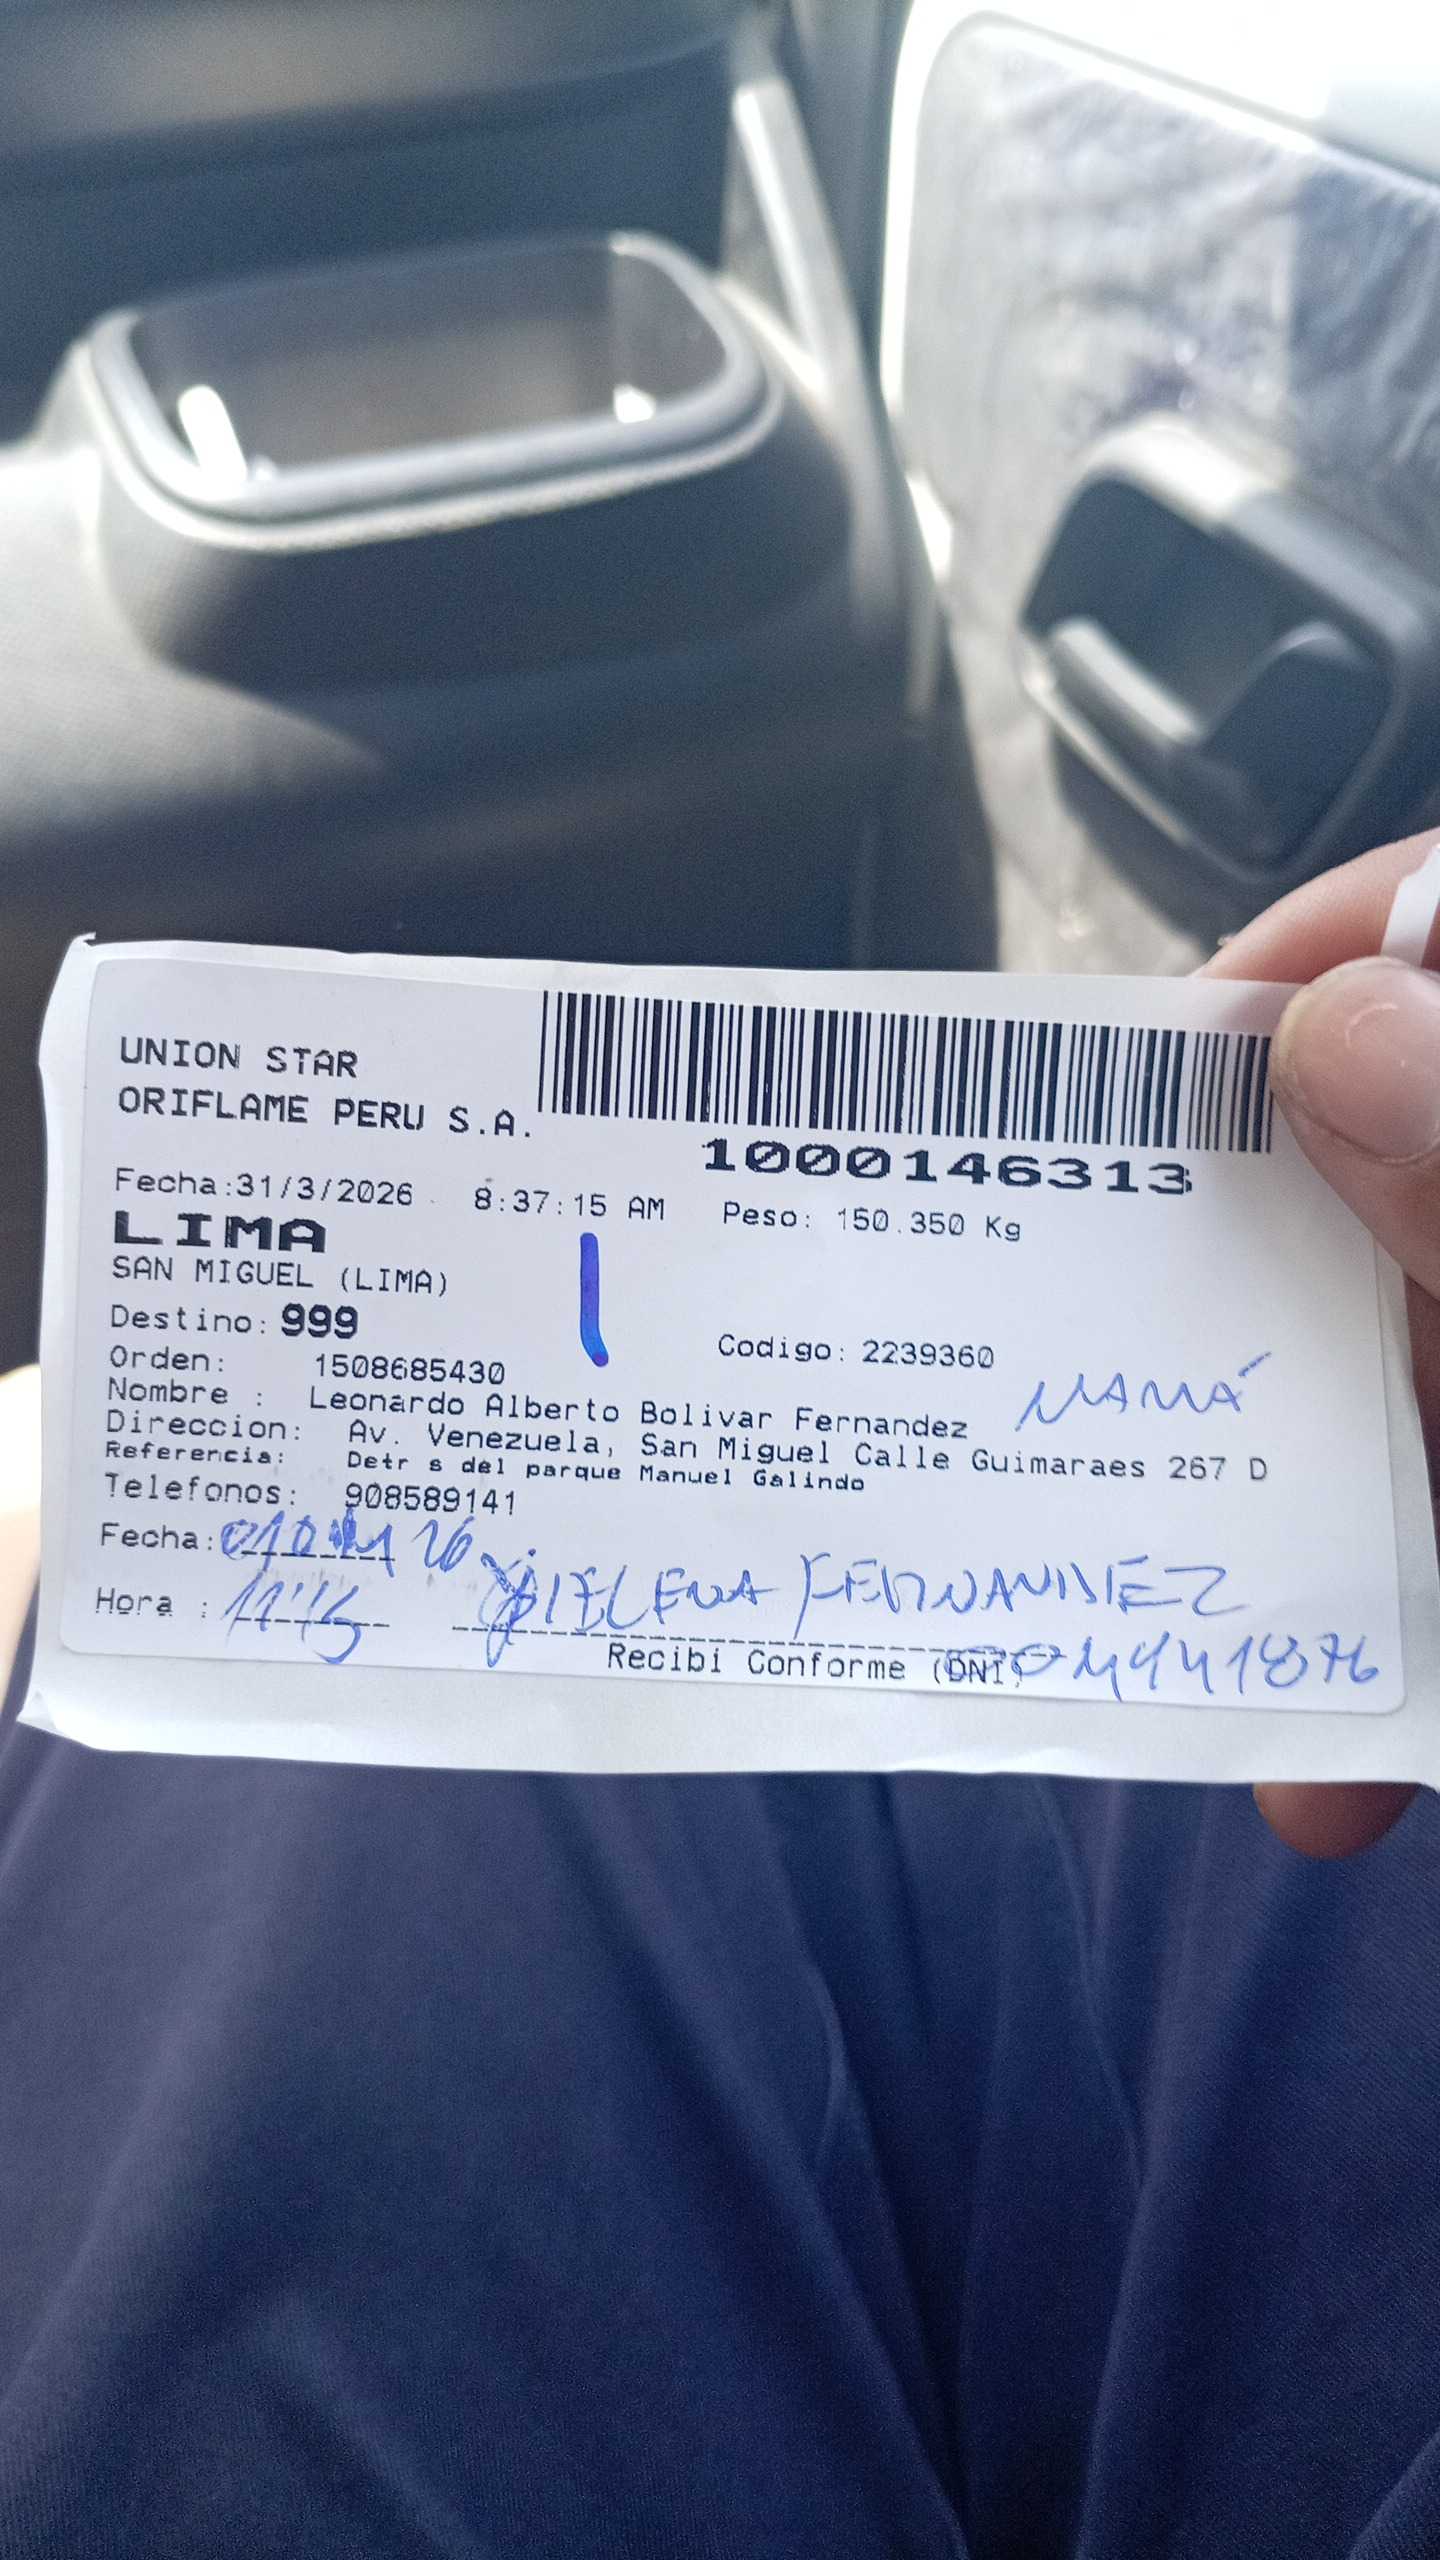 UNION STAR
ORIFLAME PERU S.A.
1000146313
Fecha:31/3/2026 8:37:15 AM Peso: 150.350 Kg
LIMA
SAN MIGUEL (LIMA)
Destino: 999
Codigo: 2239360
Orden: 1508685430
Nombre : Leonardo Alberto Bolivar Fernandez
MAMÁ
Direccion: Av. Venezuela, San Miguel Calle Guimaraes 267 D
Referencia: Detr s del parque Manuel Galindo
Telefonos: 908589141
Fecha:
Hora : 11:15
FERNANDEZ
Recibi Conforme (DNI)